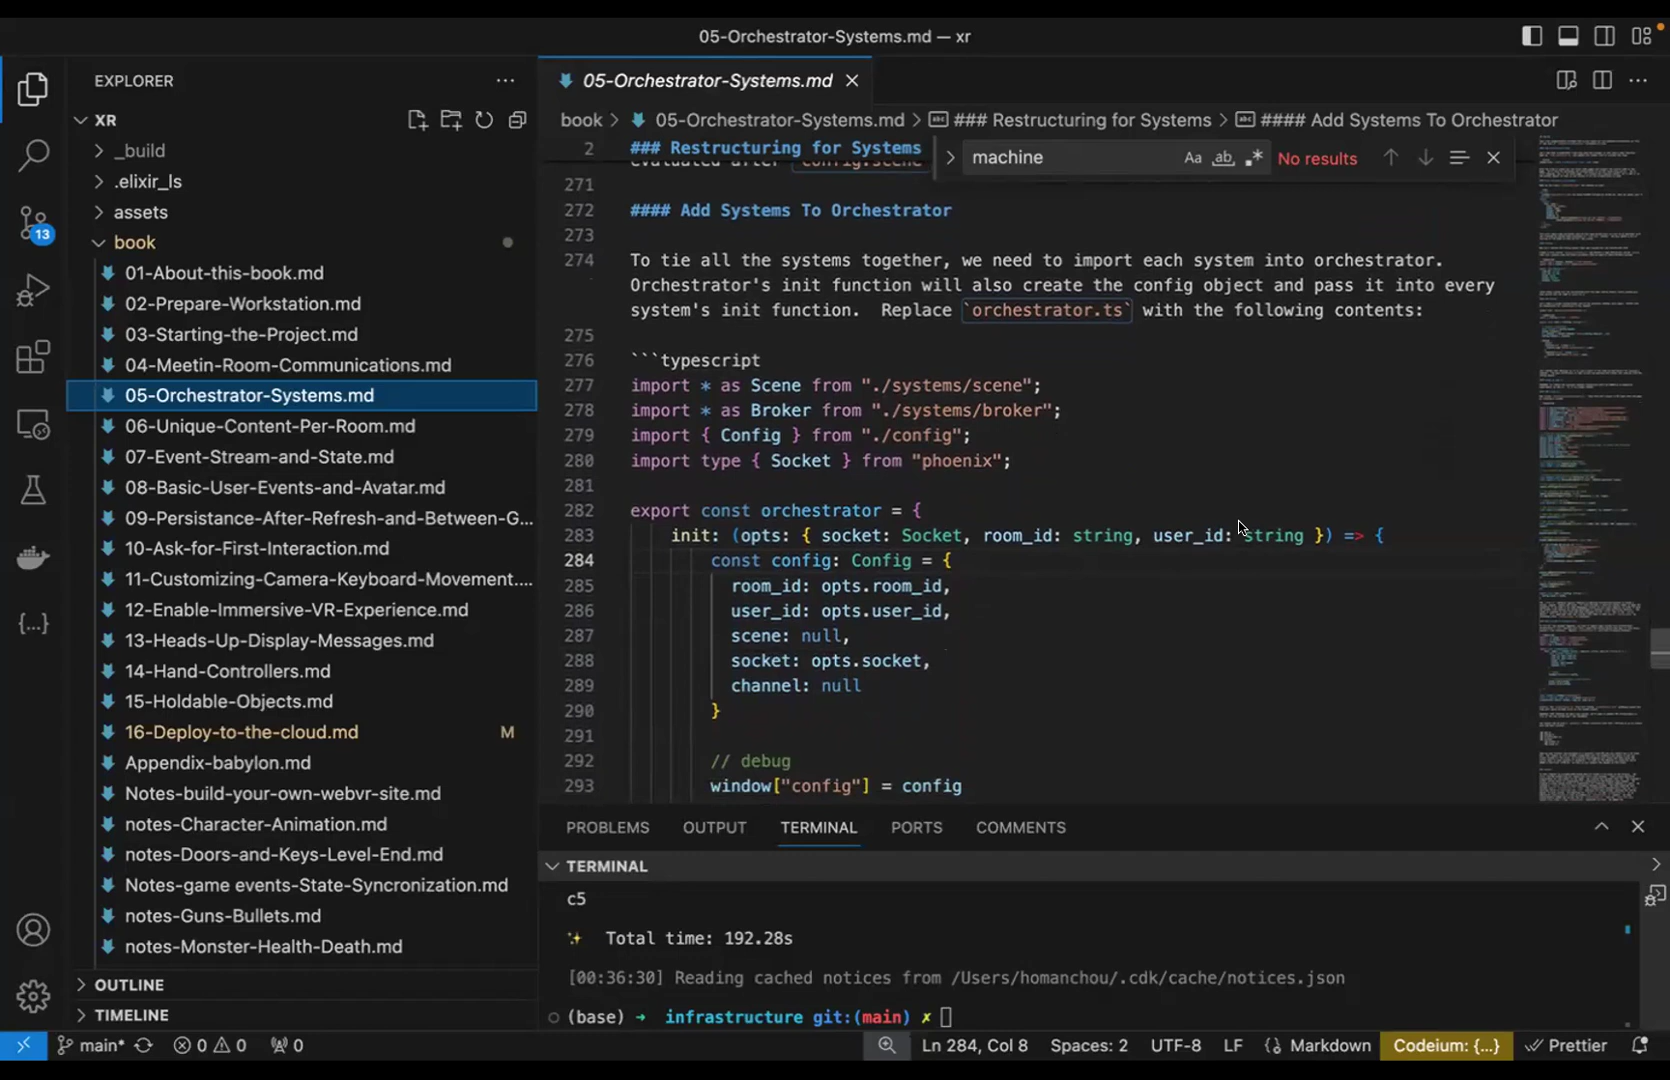 05-Orchestrator-Systems.md — xr
EXPLORER
XR
_build
.elixir_ls
assets
book
01-About-this-book.md
02-Prepare-Workstation.md
03-Starting-the-Project.md
04-Meetin-Room-Communications.md
05-Orchestrator-Systems.md
06-Unique-Content-Per-Room.md
07-Event-Stream-and-State.md
08-Basic-User-Events-and-Avatar.md
09-Persistance-After-Refresh-and-Between-G...
10-Ask-for-First-Interaction.md
11-Customizing-Camera-Keyboard-Movement....
12-Enable-Immersive-VR-Experience.md
13-Heads-Up-Display-Messages.md
14-Hand-Controllers.md
15-Holdable-Objects.md
16-Deploy-to-the-cloud.md M
Appendix-babylon.md
Notes-build-your-own-webvr-site.md
notes-Character-Animation.md
notes-Doors-and-Keys-Level-End.md
Notes-game events-State-Syncronization.md
notes-Guns-Bullets.md
notes-Monster-Health-Death.md
OUTLINE
TIMELINE
13
05-Orchestrator-Systems.md
book > 05-Orchestrator-Systems.md > ### Restructuring for Systems > #### Add Systems To Orchestrator
2 ### Restructuring for Systems
machine Aa ab No results
evaluated after `config.scene`
271
272 #### Add Systems To Orchestrator
273
274 To tie all the systems together, we need to import each system into orchestrator.
Orchestrator's init function will also create the config object and pass it into every
system's init function.  Replace `orchestrator.ts` with the following contents:
275
276 ```typescript
277 import * as Scene from "./systems/scene";
278 import * as Broker from "./systems/broker";
279 import { Config } from "./config";
280 import type { Socket } from "phoenix";
281
282 export const orchestrator = {
283 init: (opts: { socket: Socket, room_id: string, user_id: string }) => {
284 const config: Config = {
285 room_id: opts.room_id,
286 user_id: opts.user_id,
287 scene: null,
288 socket: opts.socket,
289 channel: null
290 }
291
292 // debug
293 window["config"] = config
PROBLEMS OUTPUT TERMINAL PORTS COMMENTS
TERMINAL
c5
✨ Total time: 192.28s
[00:36:30] Reading cached notices from /Users/homanchou/.cdk/cache/notices.json
(base) → infrastructure git:(main) ✗
main* 0 0 0 Ln 284, Col 8 Spaces: 2 UTF-8 LF Markdown Codeium: {...} Prettier